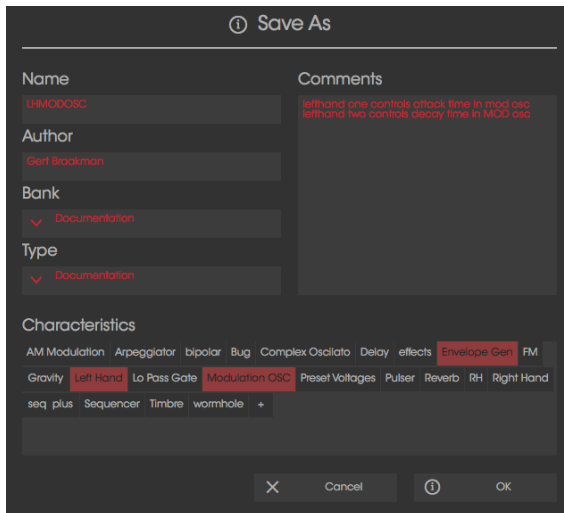 Save As
Name
Comments
LHMODOSC
lefthand one controls attack time in mod osc
lefthand two controls decay time in MOD osc
Author
Gert Braakman
Bank
Documentation
Type
Documentation
Characteristics
AM Modulation Arpeggiator bipolar Bug Complex Oscilato Delay effects Envelope Gen FM
Gravity Left Hand Lo Pass Gate Modulation OSC Preset Voltages Pulser Reverb RH Right Hand
seq plus Sequencer Timbre wormhole +
Cancel OK